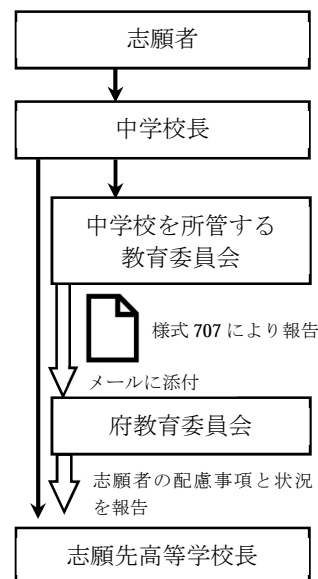 志願者
中学校長
中学校を所管する
教育委員会
様式 707 により報告
メールに添付
府教育委員会
志願者の配慮事項と状況
を報告
志願先高等学校長